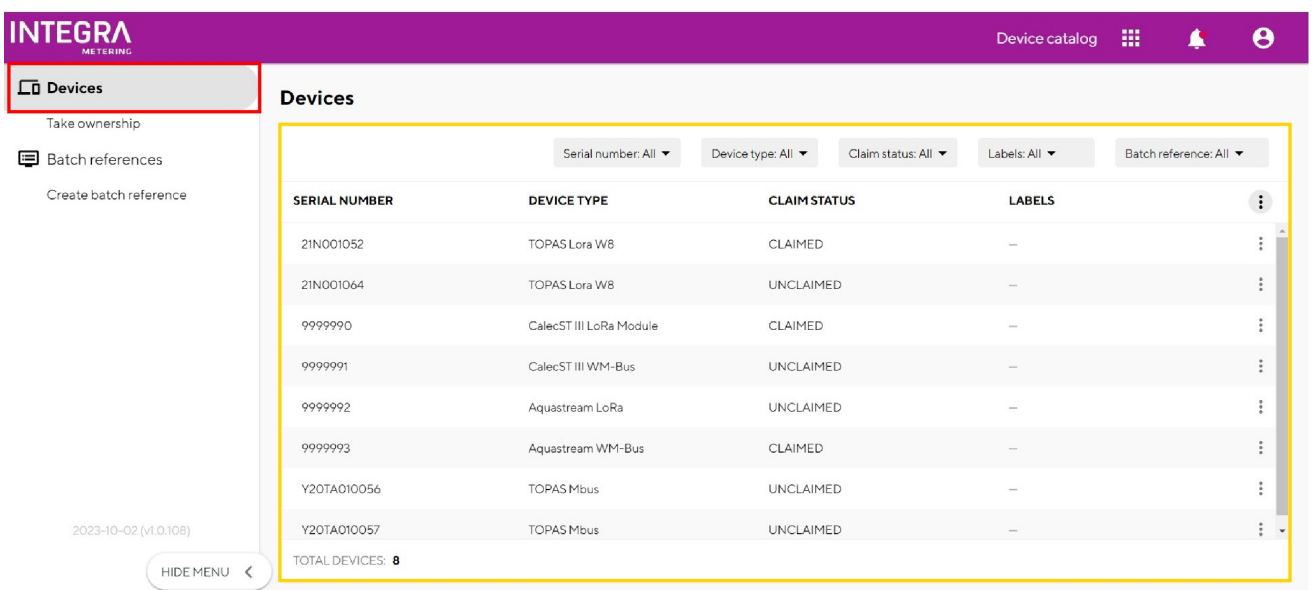 INTEGRA
METERING
Device catalog
Devices
Take ownership
Batch references
Create batch reference
2023-10-02 (v1.0.108)
HIDE MENU
Devices
Serial number: All Device type: All Claim status: All Labels: All Batch reference: All
SERIAL NUMBER DEVICE TYPE CLAIM STATUS LABELS
21N001052 TOPAS Lora W8 CLAIMED —
21N001064 TOPAS Lora W8 UNCLAIMED —
9999990 CalecST III LoRa Module CLAIMED —
9999991 CalecST III WM-Bus UNCLAIMED —
9999992 Aquastream LoRa UNCLAIMED —
9999993 Aquastream WM-Bus CLAIMED —
Y20TA010056 TOPAS Mbus UNCLAIMED —
Y20TA010057 TOPAS Mbus UNCLAIMED —
TOTAL DEVICES: 8